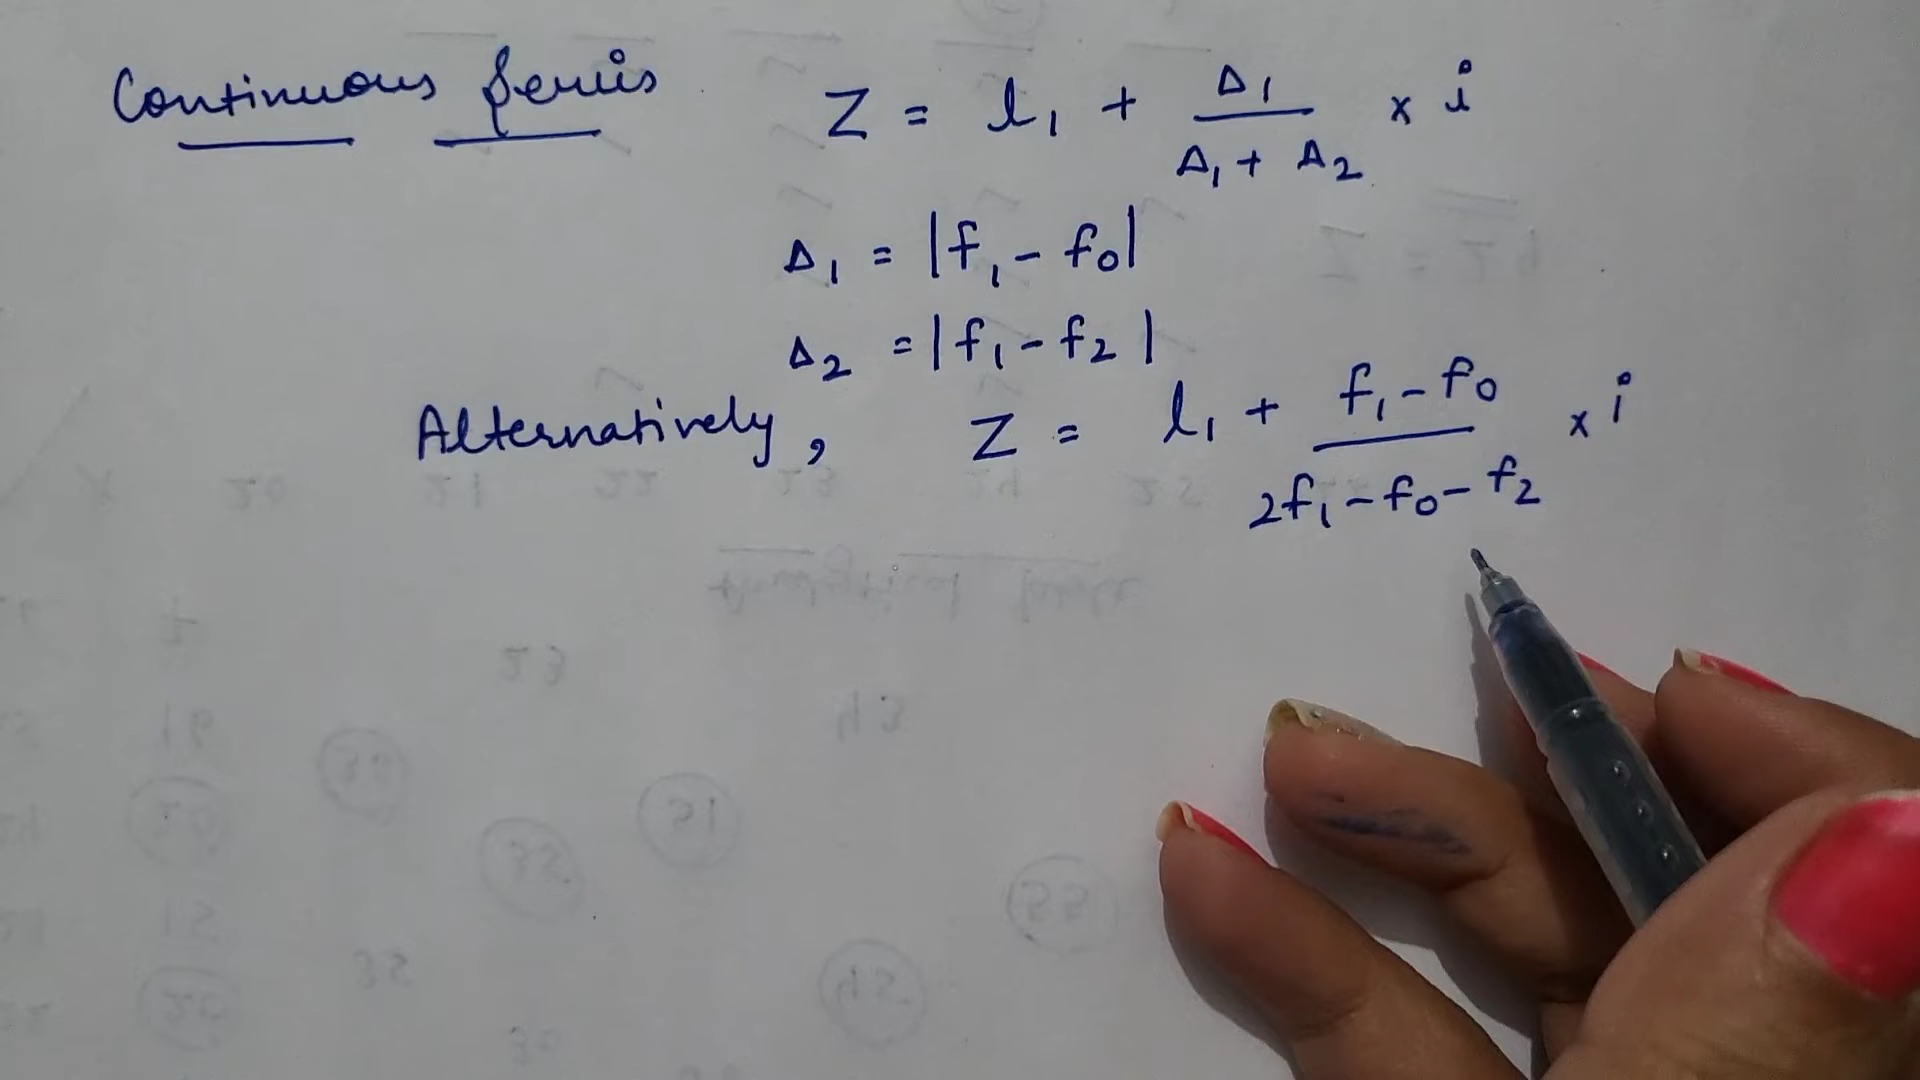 Continuous Series Z = l₁ + Δ₁ / (Δ₁ + Δ₂) × i
Δ₁ = |f₁ - f₀|
Δ₂ = |f₁ - f₂|
Alternatively, Z = l₁ + (f₁ - f₀) / (2f₁ - f₀ - f₂) × i